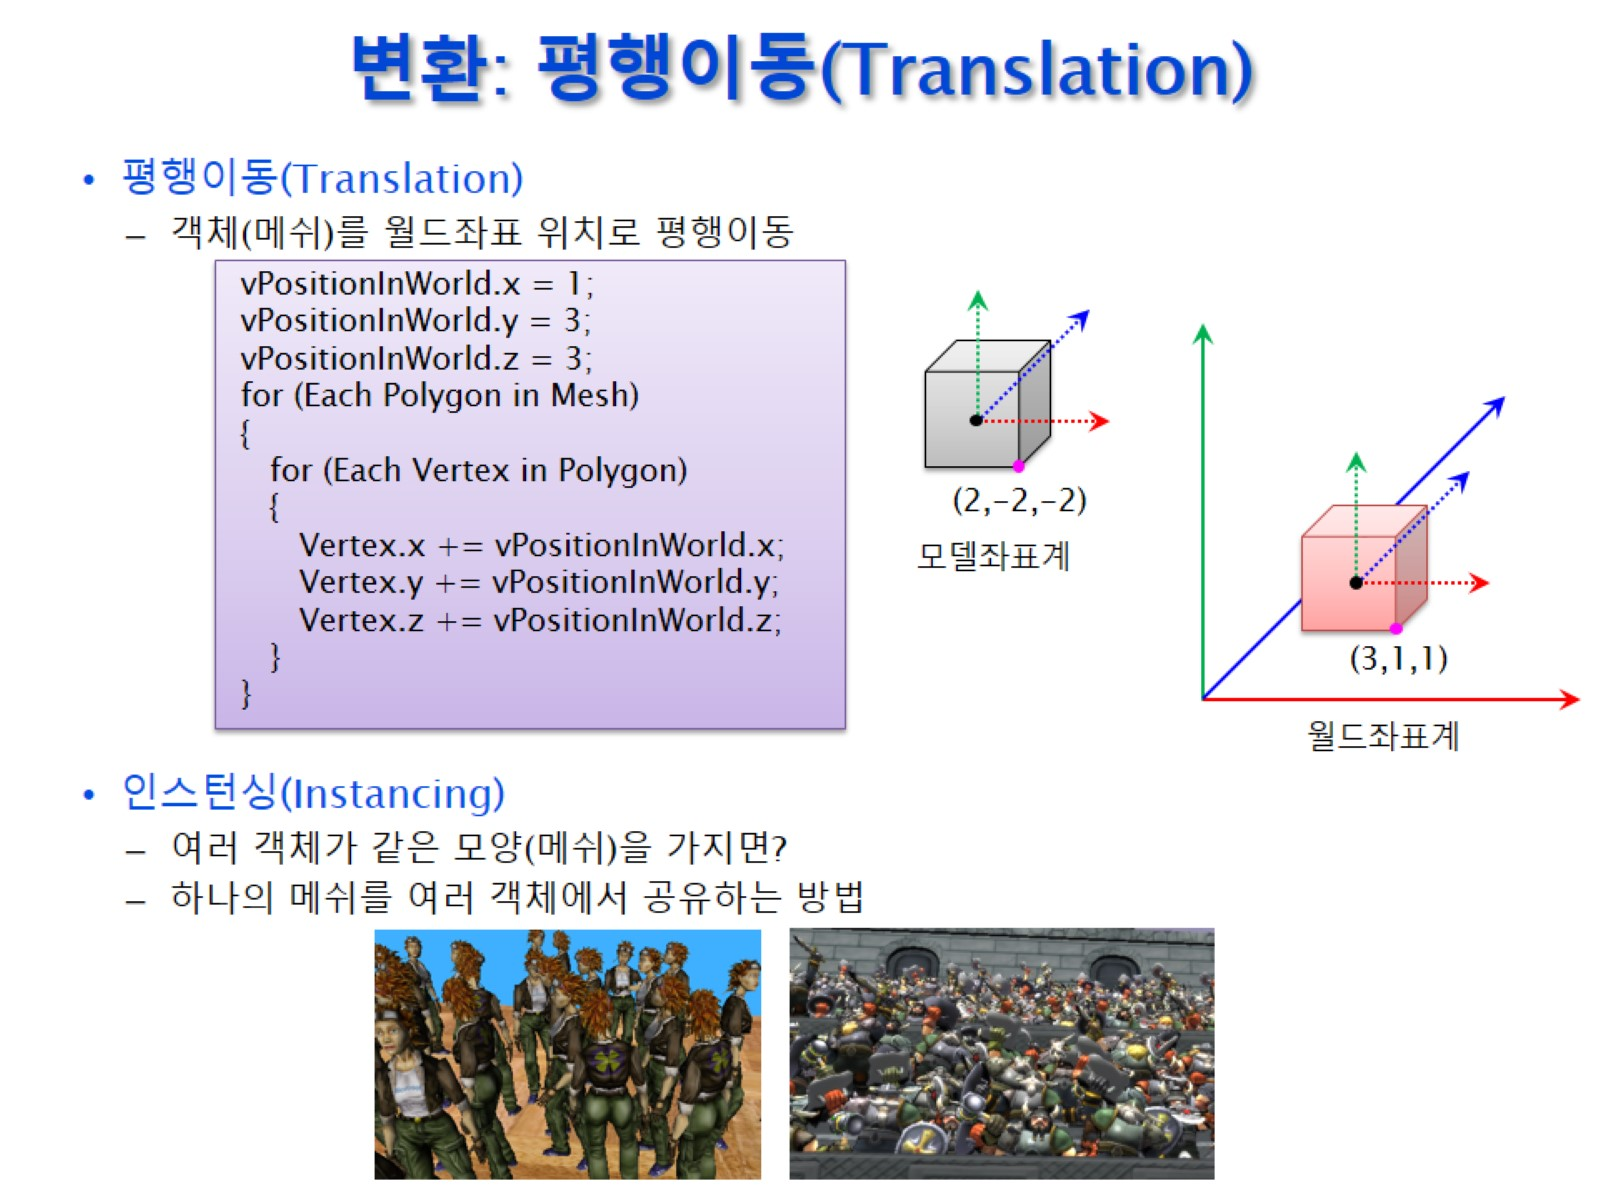 변환: 평행이동(Translation)
• 평행이동(Translation)
– 객체(메쉬)를 월드좌표 위치로 평행이동
vPositionInWorld.x = 1;
vPositionInWorld.y = 3;
vPositionInWorld.z = 3;
for (Each Polygon in Mesh)
{
for (Each Vertex in Polygon)
{
Vertex.x += vPositionInWorld.x;
Vertex.y += vPositionInWorld.y;
Vertex.z += vPositionInWorld.z;
}
}
(2,-2,-2)
모델좌표계
(3,1,1)
월드좌표계
• 인스턴싱(Instancing)
– 여러 객체가 같은 모양(메쉬)을 가지면?
– 하나의 메쉬를 여러 객체에서 공유하는 방법